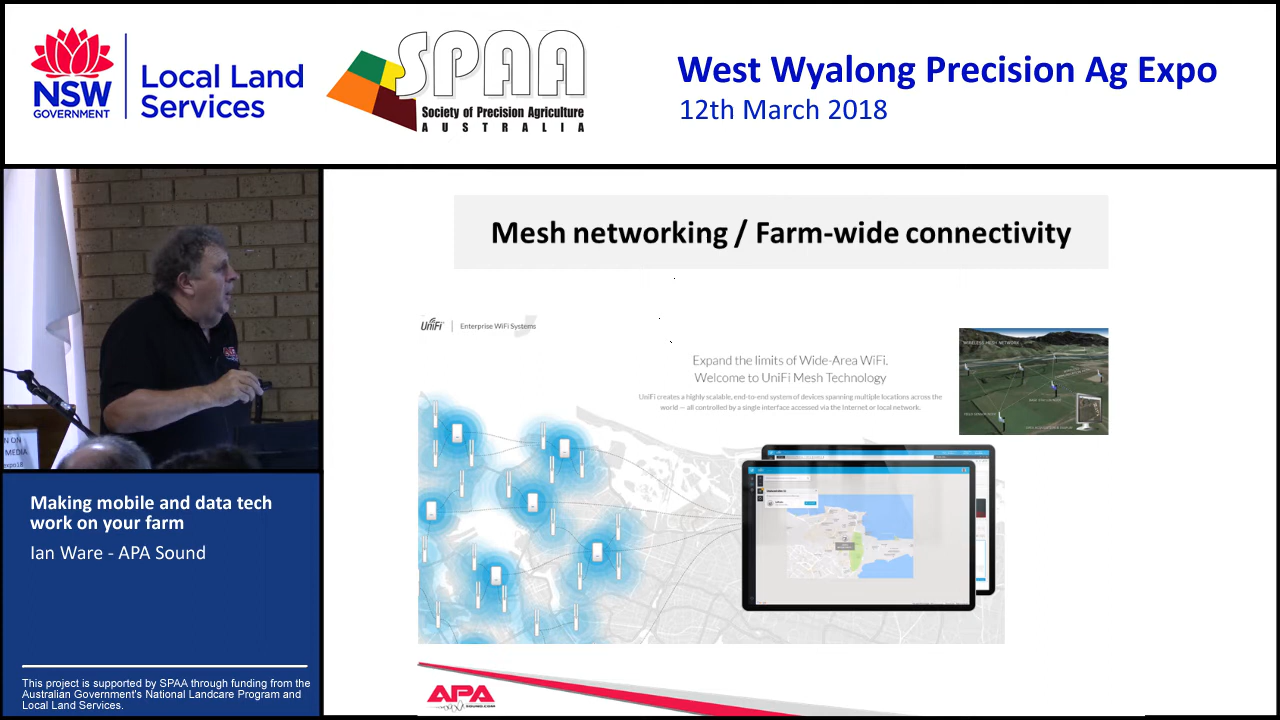 NSW
GOVERNMENT
Local Land
Services
SPAA
Society of Precision Agriculture
AUSTRALIA
West Wyalong Precision Ag Expo
12th March 2018
Mesh networking / Farm-wide connectivity
UniFi
Enterprise WiFi Systems
Expand the limits of Wide-Area WiFi.
Welcome to UniFi Mesh Technology
UniFi creates a highly scalable, end-to-end system of devices spanning multiple locations across the
world — all controlled by a single interface accessed via the Internet or local network.
WIRELESS MESH NETWORK
N ON
MEDIA
Making mobile and data tech
work on your farm
Ian Ware - APA Sound
This project is supported by SPAA through funding from the
Australian Government's National Landcare Program and
Local Land Services.
APA